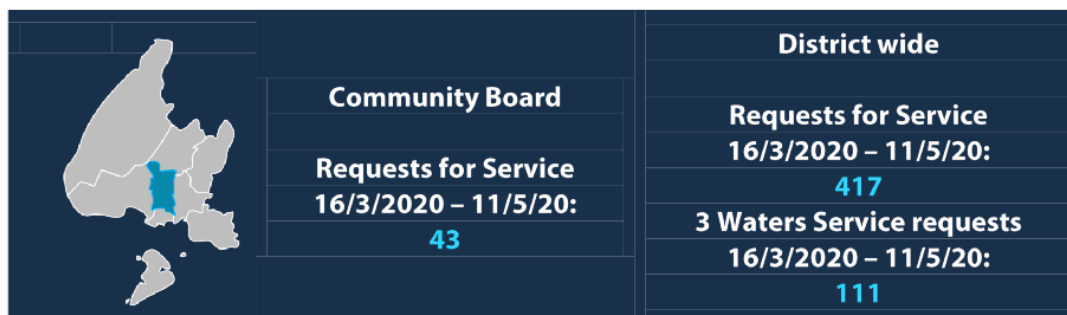 Community Board
Requests for Service
16/3/2020 – 11/5/20:
43
District wide
Requests for Service
16/3/2020 – 11/5/20:
417
3 Waters Service requests
16/3/2020 – 11/5/20:
111